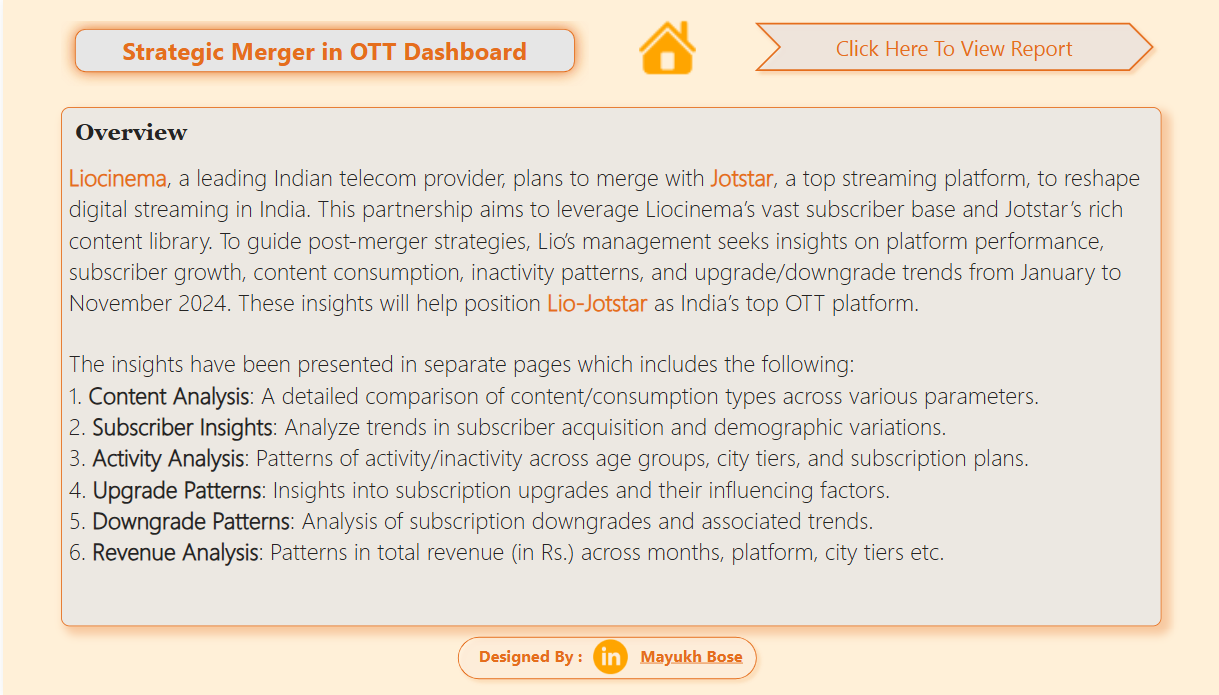 Strategic Merger in OTT Dashboard
Click Here To View Report
Overview
Liocinema, a leading Indian telecom provider, plans to merge with Jotstar, a top streaming platform, to reshape
digital streaming in India. This partnership aims to leverage Liocinema's vast subscriber base and Jotstar's rich
content library. To guide post-merger strategies, Lio's management seeks insights on platform performance,
subscriber growth, content consumption, inactivity patterns, and upgrade/downgrade trends from January to
November 2024. These insights will help position Lio-Jotstar as India's top OTT platform.
The insights have been presented in separate pages which includes the following:
1. Content Analysis: A detailed comparison of content/consumption types across various parameters.
2. Subscriber Insights: Analyze trends in subscriber acquisition and demographic variations.
3. Activity Analysis: Patterns of activity/inactivity across age groups, city tiers, and subscription plans.
4. Upgrade Patterns: Insights into subscription upgrades and their influencing factors.
5. Downgrade Patterns: Analysis of subscription downgrades and associated trends.
6. Revenue Analysis: Patterns in total revenue (in Rs.) across months, platform, city tiers etc.
Designed By : in Mayukh Bose